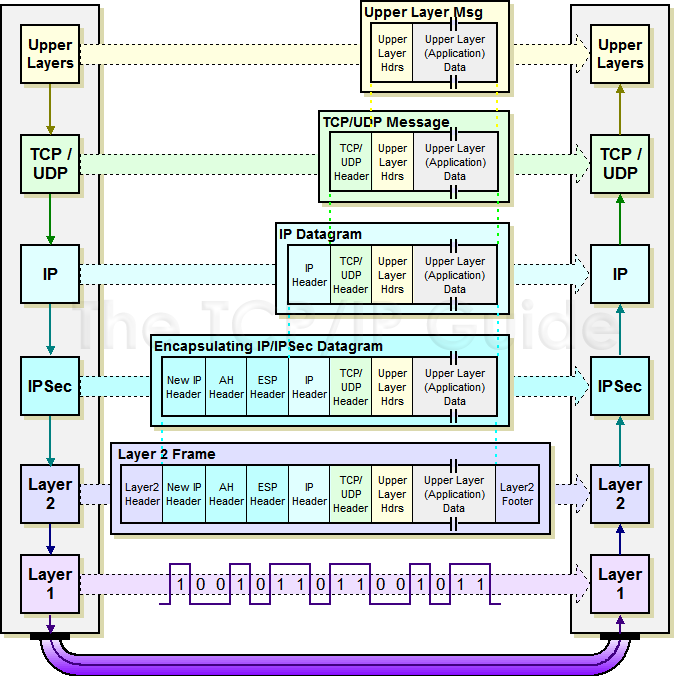 Upper Layer Msg
Upper
Layers
Upper
Layer
Hdrs
Upper Layer
(Application)
Data
Upper
Layers
TCP/UDP Message
TCP /
UDP
TCP/
UDP
Header
Upper
Layer
Hdrs
Upper Layer
(Application)
Data
TCP /
UDP
IP Datagram
IP
IP
Header
TCP/
UDP
Header
Upper
Layer
Hdrs
Upper Layer
(Application)
Data
IP
The TCP/IP Guide
Encapsulating IP/IPSec Datagram
IPSec
New IP
Header
AH
Header
ESP
Header
IP
Header
TCP/
UDP
Header
Upper
Layer
Hdrs
Upper Layer
(Application)
Data
IPSec
Layer 2 Frame
Layer
2
Layer2
Header
New IP
Header
AH
Header
ESP
Header
IP
Header
TCP/
UDP
Header
Upper
Layer
Hdrs
Upper Layer
(Application)
Data
Layer2
Footer
Layer
2
Layer
1
1 0 0 1 0 1 1 0 1 1 0 0 1 0 1 1
Layer
1